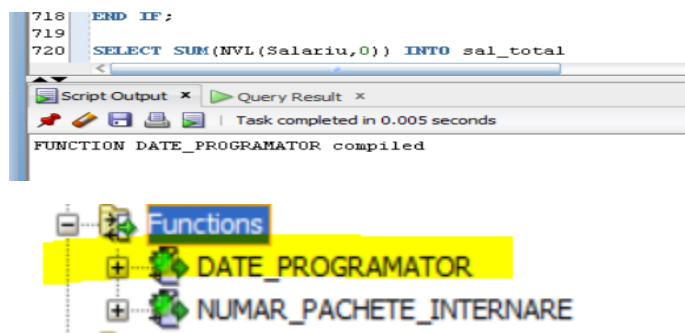 718 END IF;
719
720 SELECT SUM(NVL(Salariu,0)) INTO sal_total
Script Output × Query Result ×
Task completed in 0.005 seconds
FUNCTION DATE_PROGRAMATOR compiled
Functions
DATE_PROGRAMATOR
NUMAR_PACHETE_INTERNARE